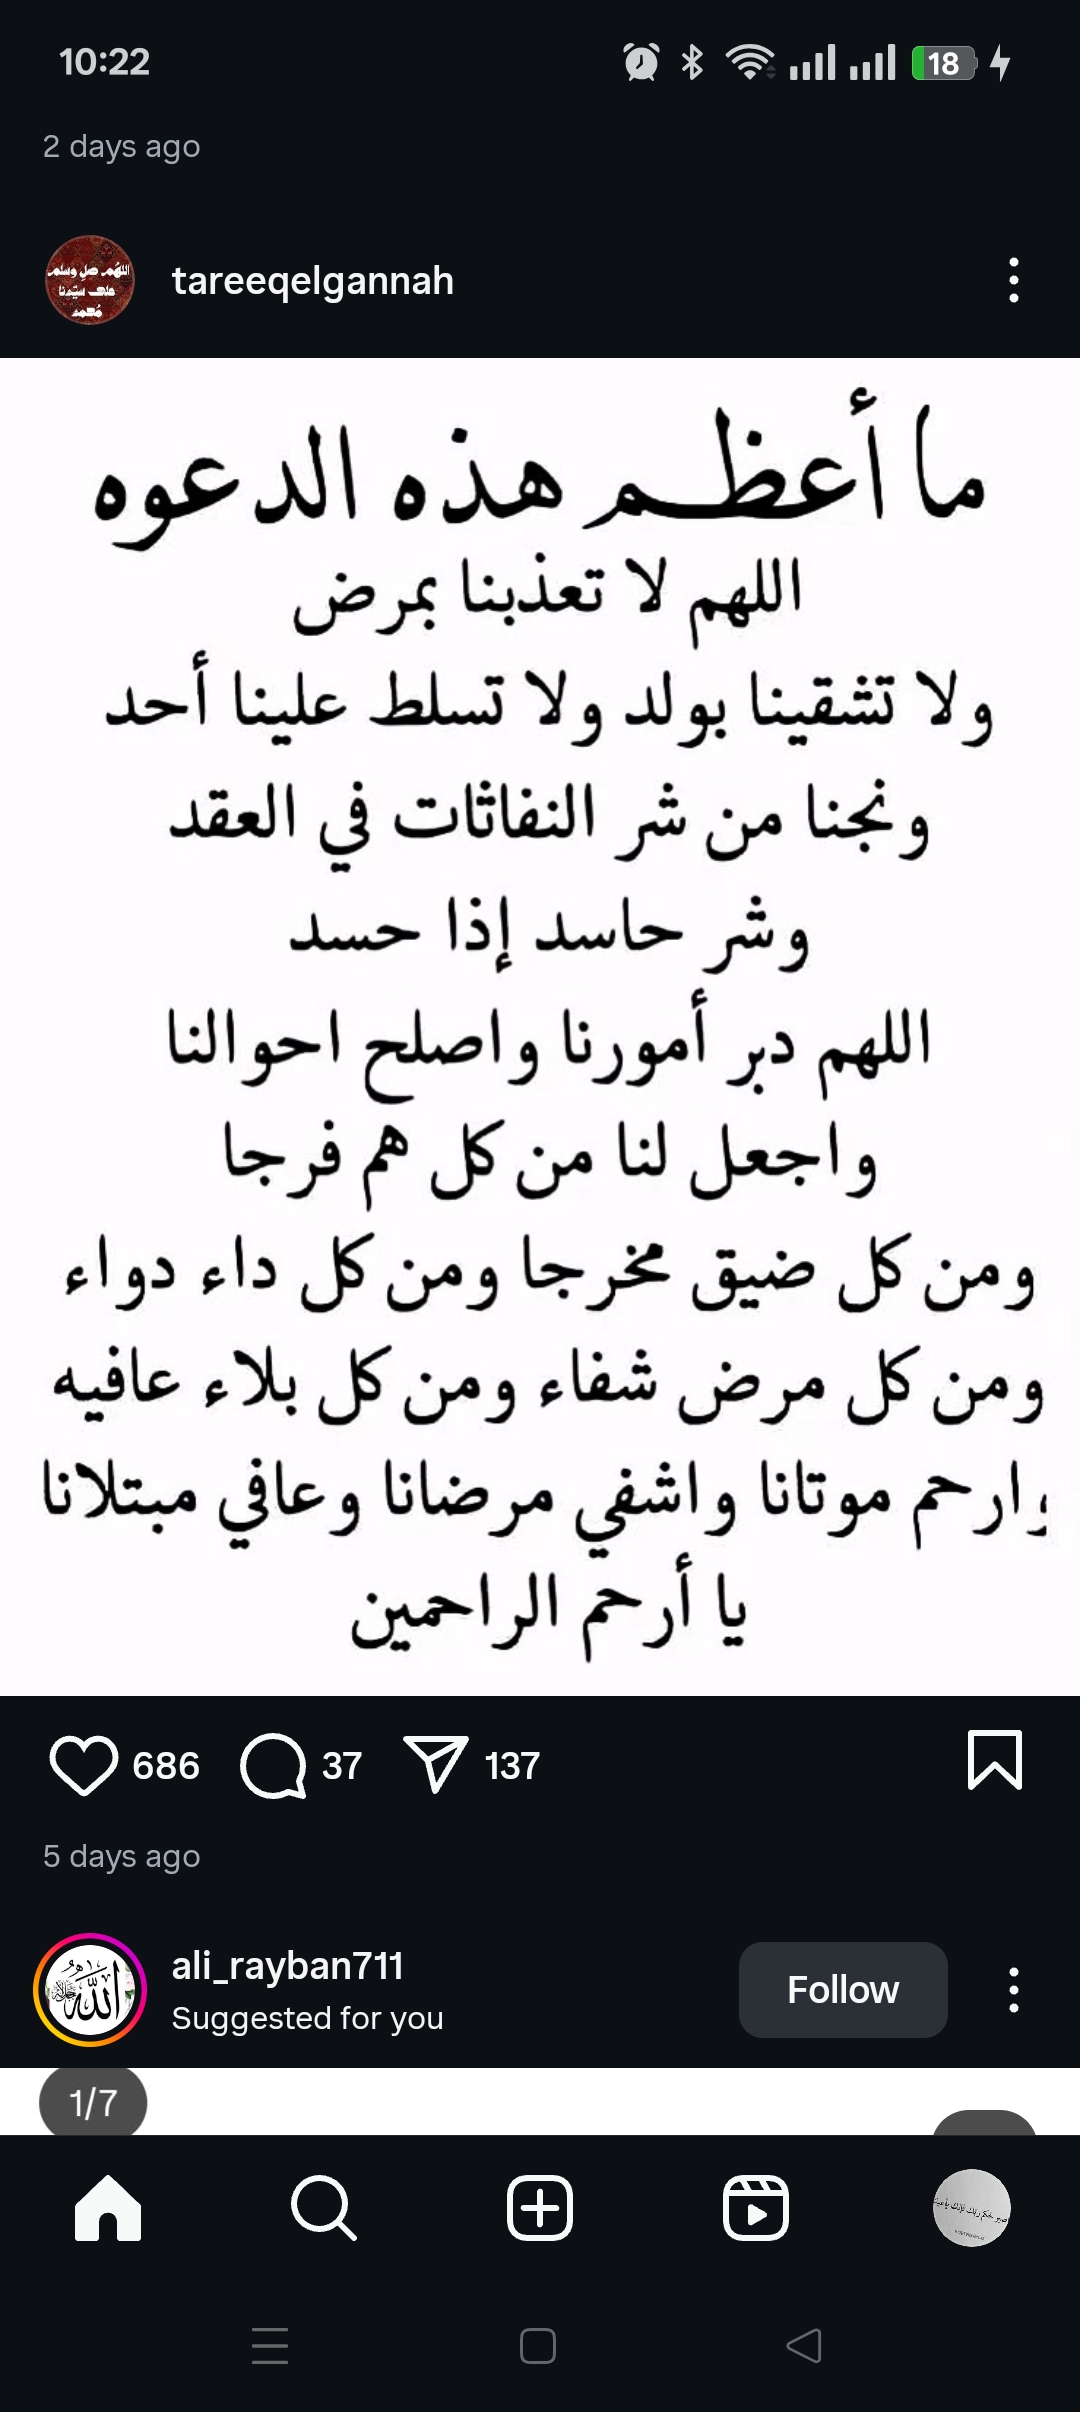 10:22
18
2 days ago
اللهم صل وسلم
على سيدنا
محمد
tareeqelgannah
ما أعظم هذه الدعوه
اللهم لا تعذبنا بمرض
ولا تشقينا بولد ولا تسلط علينا أحد
ونجنا من شر النفاثات في العقد
وشر حاسد إذا حسد
اللهم دبر أمورنا واصلح احوالنا
واجعل لنا من كل هم فرجا
ومن كل ضيق مخرجا ومن كل داء دواء
ومن كل مرض شفاء ومن كل بلاء عافيه
وارحم موتانا واشفي مرضانا وعافي مبتلانا
يا أرحم الراحمين
686
37
137
5 days ago
الله
ali_rayban711
Suggested for you
Follow
1/7